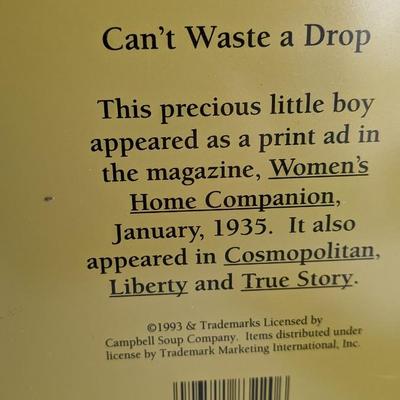 Can't Waste a Drop
This precious little boy
appeared as a print ad in
the magazine, Women's
Home Companion,
January, 1935. It also
appeared in Cosmopolitan,
Liberty and True Story.
©1993 & Trademarks Licensed by
Campbell Soup Company. Items distributed under
license by Trademark Marketing International, Inc.